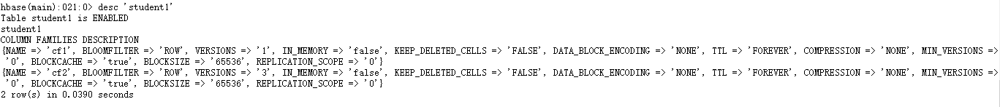 hbase(main):021:0> desc 'student1'
Table student1 is ENABLED
student1
COLUMN FAMILIES DESCRIPTION
{NAME => 'cf1', BLOOMFILTER => 'ROW', VERSIONS => '1', IN_MEMORY => 'false', KEEP_DELETED_CELLS => 'FALSE', DATA_BLOCK_ENCODING => 'NONE', TTL => 'FOREVER', COMPRESSION => 'NONE', MIN_VERSIONS =>
'0', BLOCKCACHE => 'true', BLOCKSIZE => '65536', REPLICATION_SCOPE => '0'}
{NAME => 'cf2', BLOOMFILTER => 'ROW', VERSIONS => '3', IN_MEMORY => 'false', KEEP_DELETED_CELLS => 'FALSE', DATA_BLOCK_ENCODING => 'NONE', TTL => 'FOREVER', COMPRESSION => 'NONE', MIN_VERSIONS =>
'0', BLOCKCACHE => 'true', BLOCKSIZE => '65536', REPLICATION_SCOPE => '0'}
2 row(s) in 0.0390 seconds